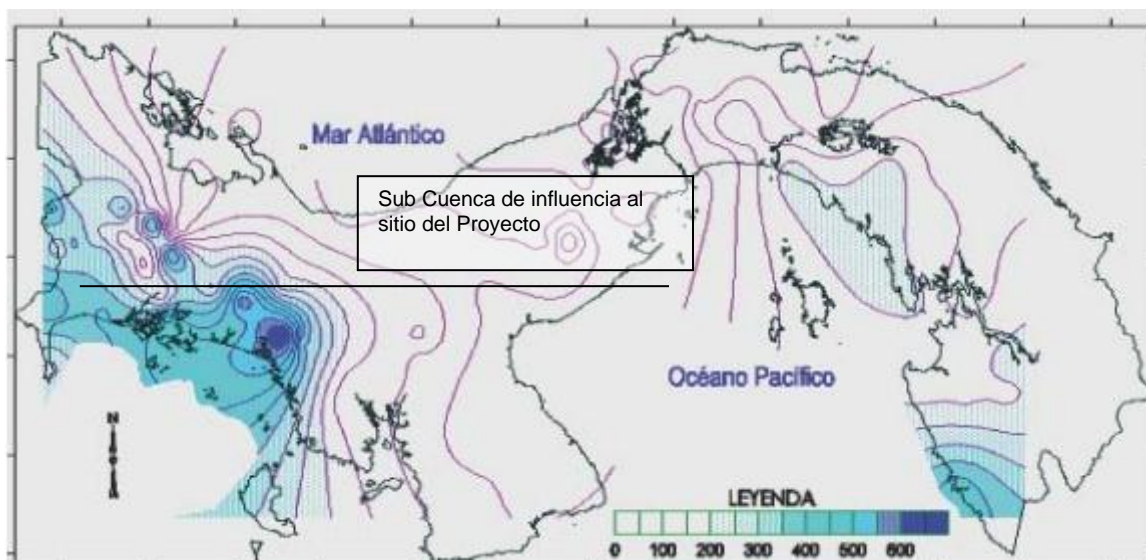 Mar Atlántico
Sub Cuenca de influencia al
sitio del Proyecto
Océano Pacífico
N
LEYENDA
0 100 200 300 400 500 600